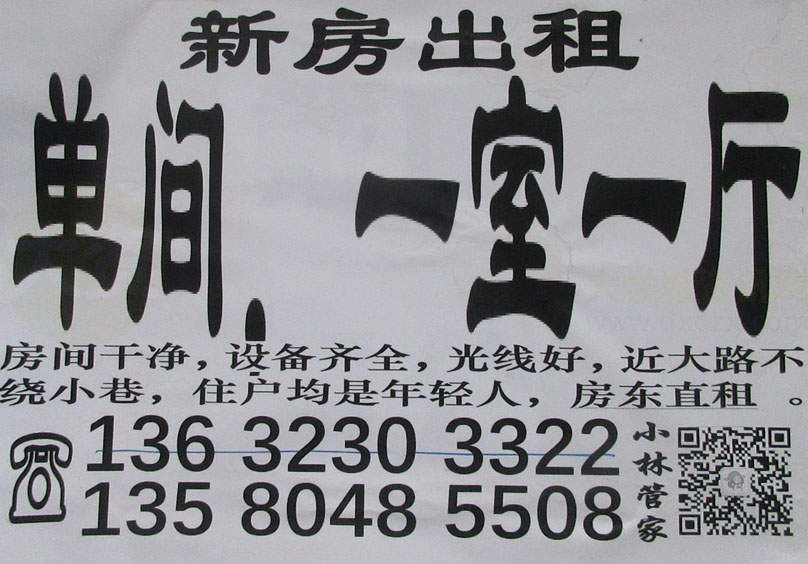 新房出租
单间，一室一厅
房间干净，设备齐全，光线好，近大路不
绕小巷，住户均是年轻人，房东直租。
136 3230 3322
135 8048 5508
小林管家